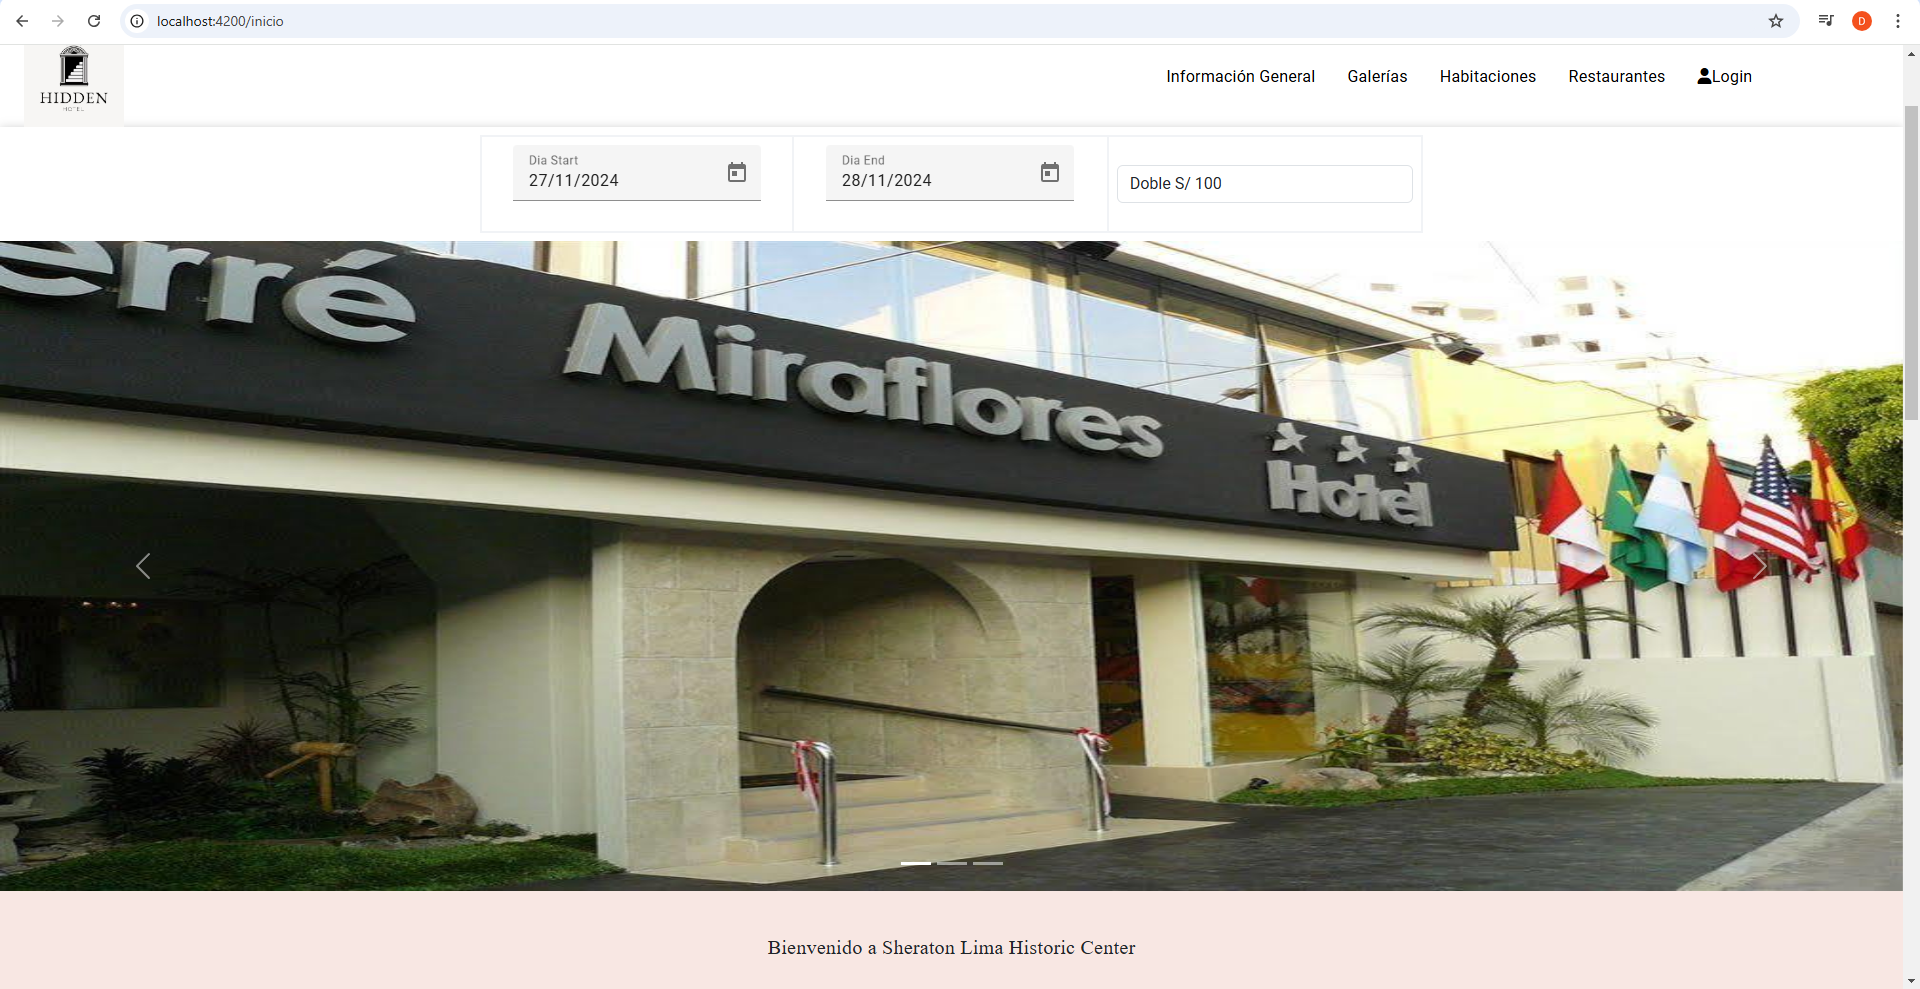 localhost:4200/inicio
D
HIDDEN
HOTEL
Información General
Galerías
Habitaciones
Restaurantes
Login
Dia Start
27/11/2024
Dia End
28/11/2024
Doble S/ 100
erré Miraflores
Hotel
Bienvenido a Sheraton Lima Historic Center